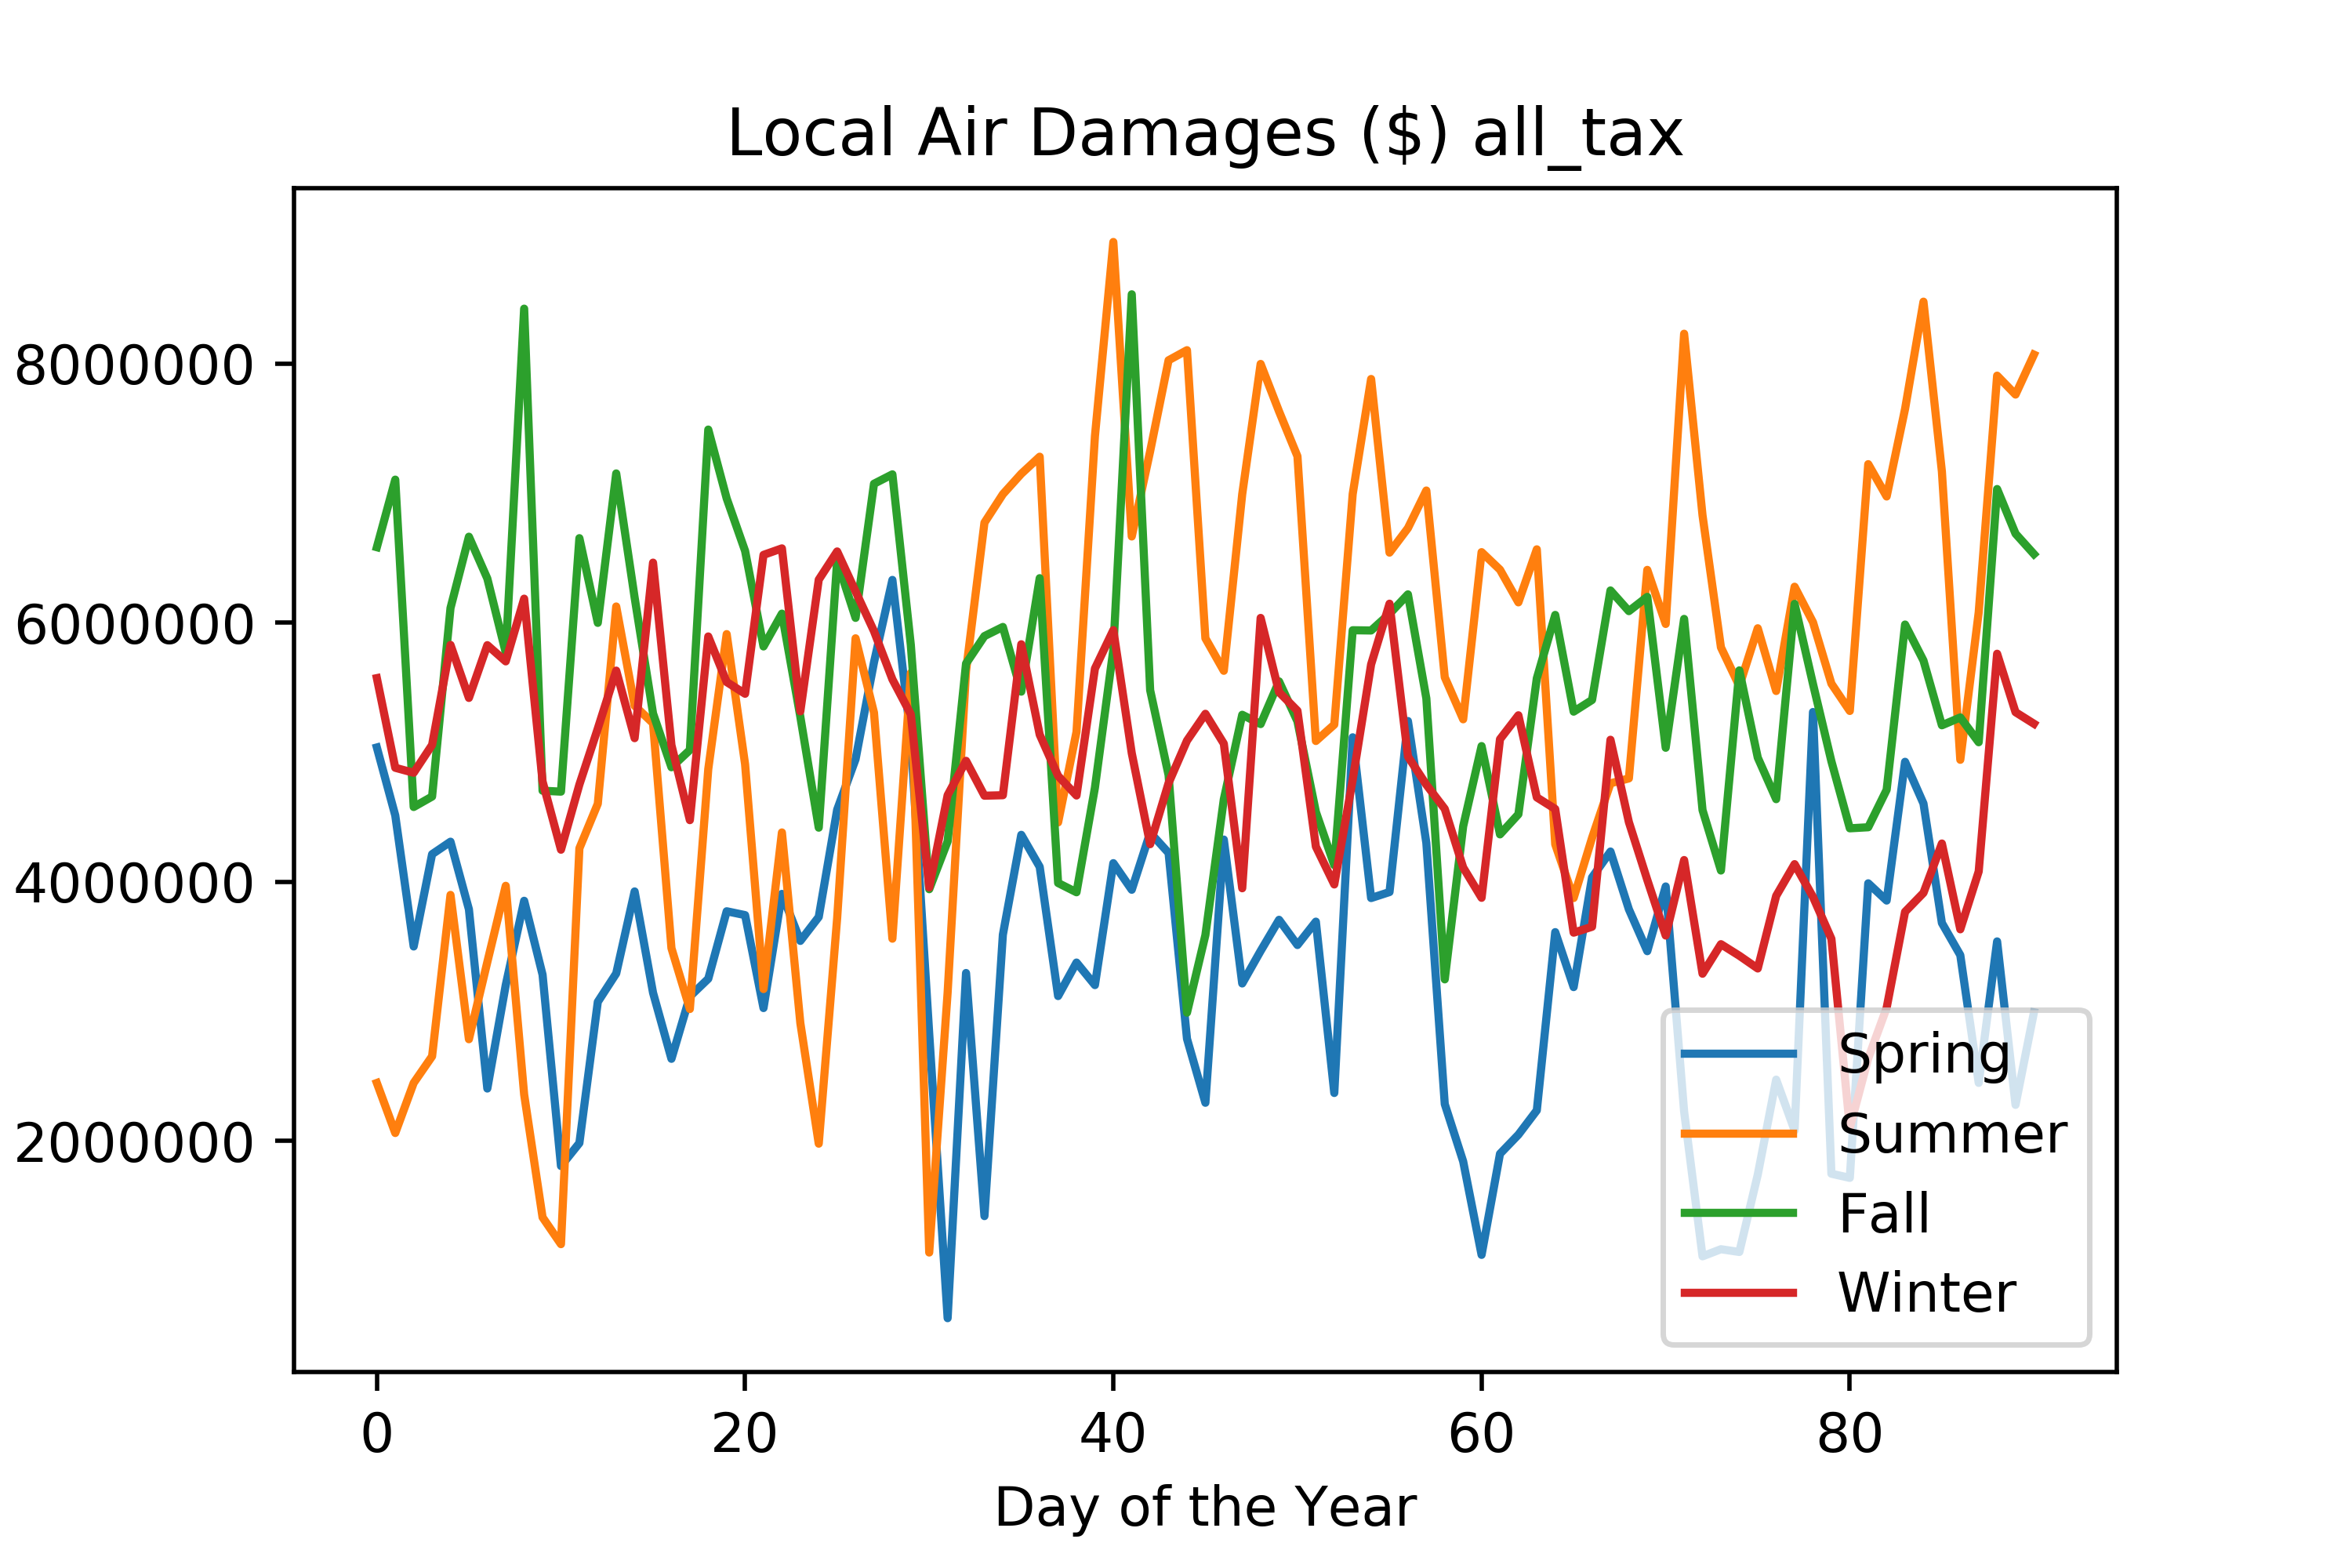 Local Air Damages ($) all_tax
8000000
6000000
4000000
2000000
0 20 40 60 80
Day of the Year
Spring
Summer
Fall
Winter